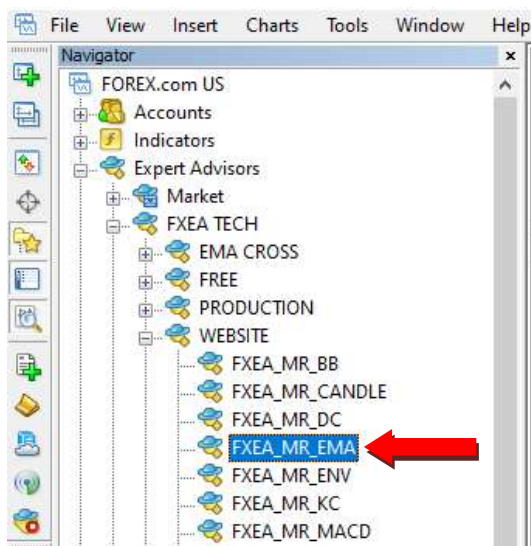 File View Insert Charts Tools Window Help
Navigator
FOREX.com US
Accounts
Indicators
Expert Advisors
Market
FXEA TECH
EMA CROSS
FREE
PRODUCTION
WEBSITE
FXEA_MR_BB
FXEA_MR_CANDLE
FXEA_MR_DC
FXEA_MR_EMA
FXEA_MR_ENV
FXEA_MR_KC
FXEA_MR_MACD